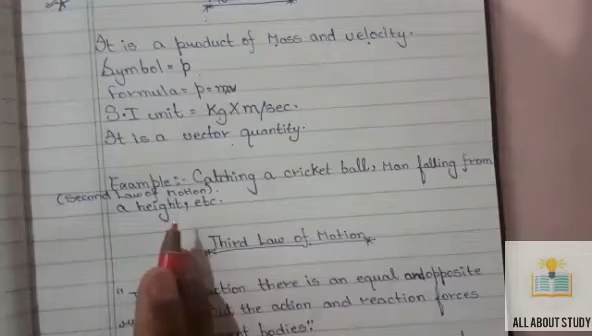 It is a product of Mass and velocity.
Symbol = p
formula = p=mv
S.I unit = Kg X m/sec.
It is a vector quantity.
Example:- Catching a cricket ball, Man falling from
(Second Law of Motion).
a height, etc.
*Third Law of Motion*
ction there is an equal and opposite
the action and reaction forces
bodies."
ALL ABOUT STUDY